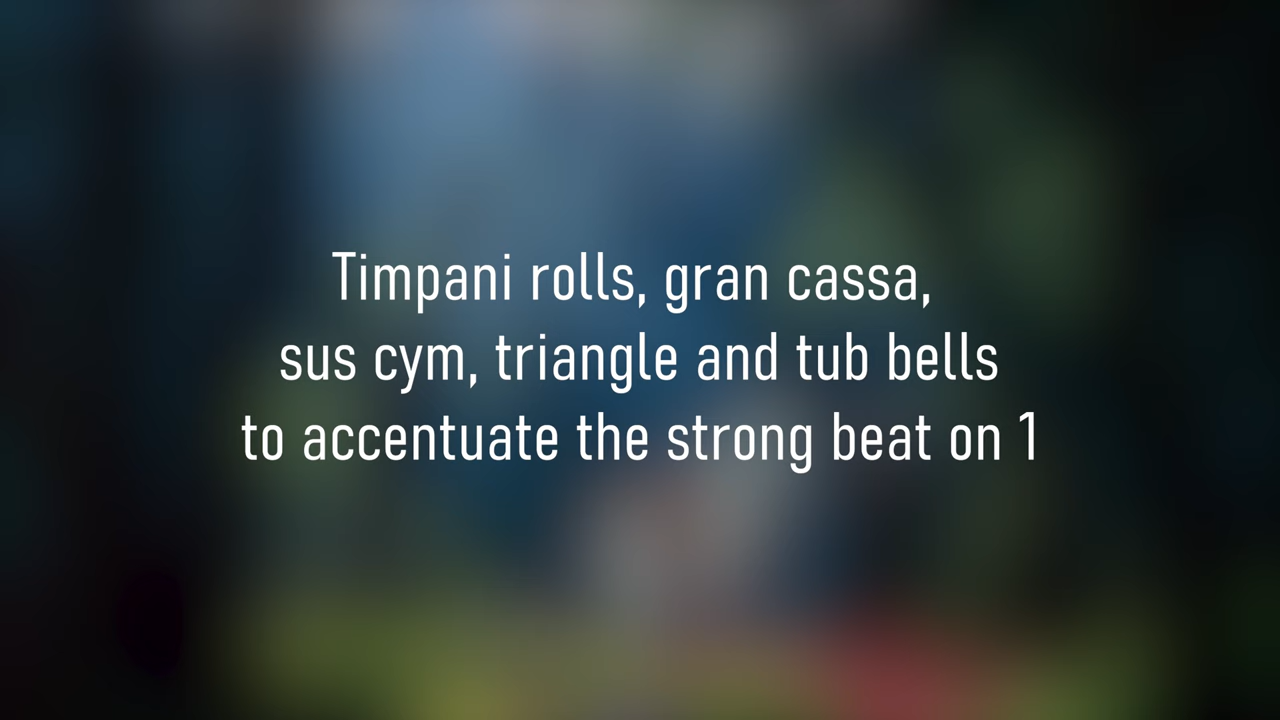 Timpani rolls, gran cassa,
sus cym, triangle and tub bells
to accentuate the strong beat on 1